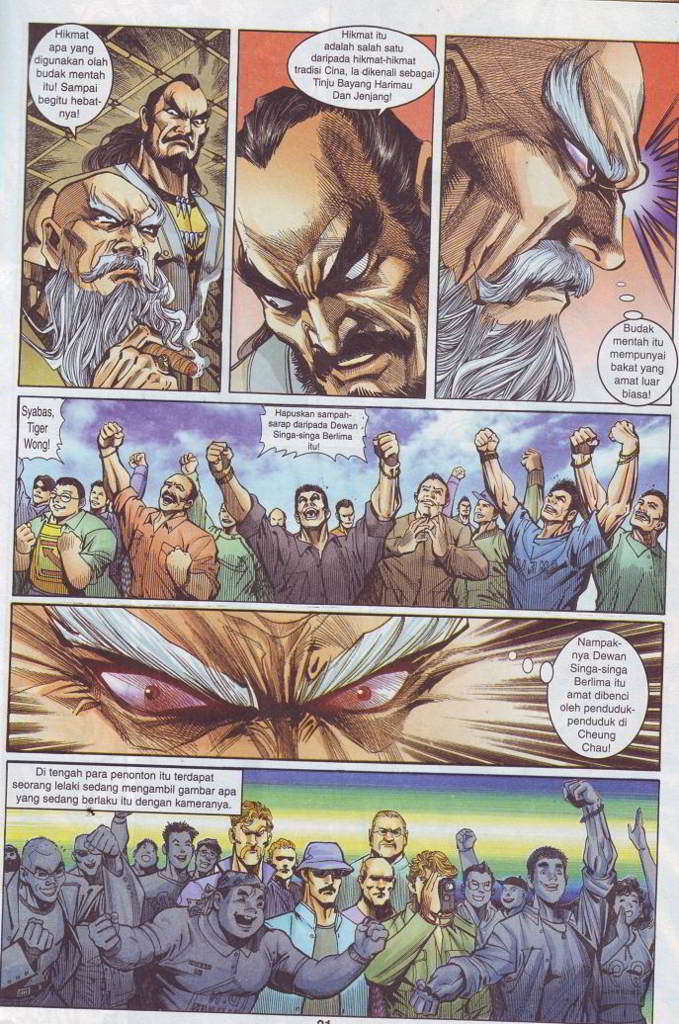 Hikmat
apa yang
digunakan oleh
budak mentah
itu! Sampai
begitu hebat-
nya!
Hikmat itu
adalah salah satu
daripada hikmat-hikmat
tradisi Cina, Ia dikenali sebagai
Tinju Bayang Harimau
Dan Jenjang!
Budak
mentah itu
mempunyai
bakat yang
amat luar
biasa!
Syabas,
Tiger
Wong!
Hapuskan sampah-
sarap daripada Dewan
Singa-singa Berlima
itu!
Nampak-
nya Dewan
Singa-singa
Berlima itu
amat dibenci
oleh penduduk-
penduduk di
Cheung
Chau!
Di tengah para penonton itu terdapat
seorang lelaki sedang mengambil gambar apa
yang sedang berlaku itu dengan kameranya.